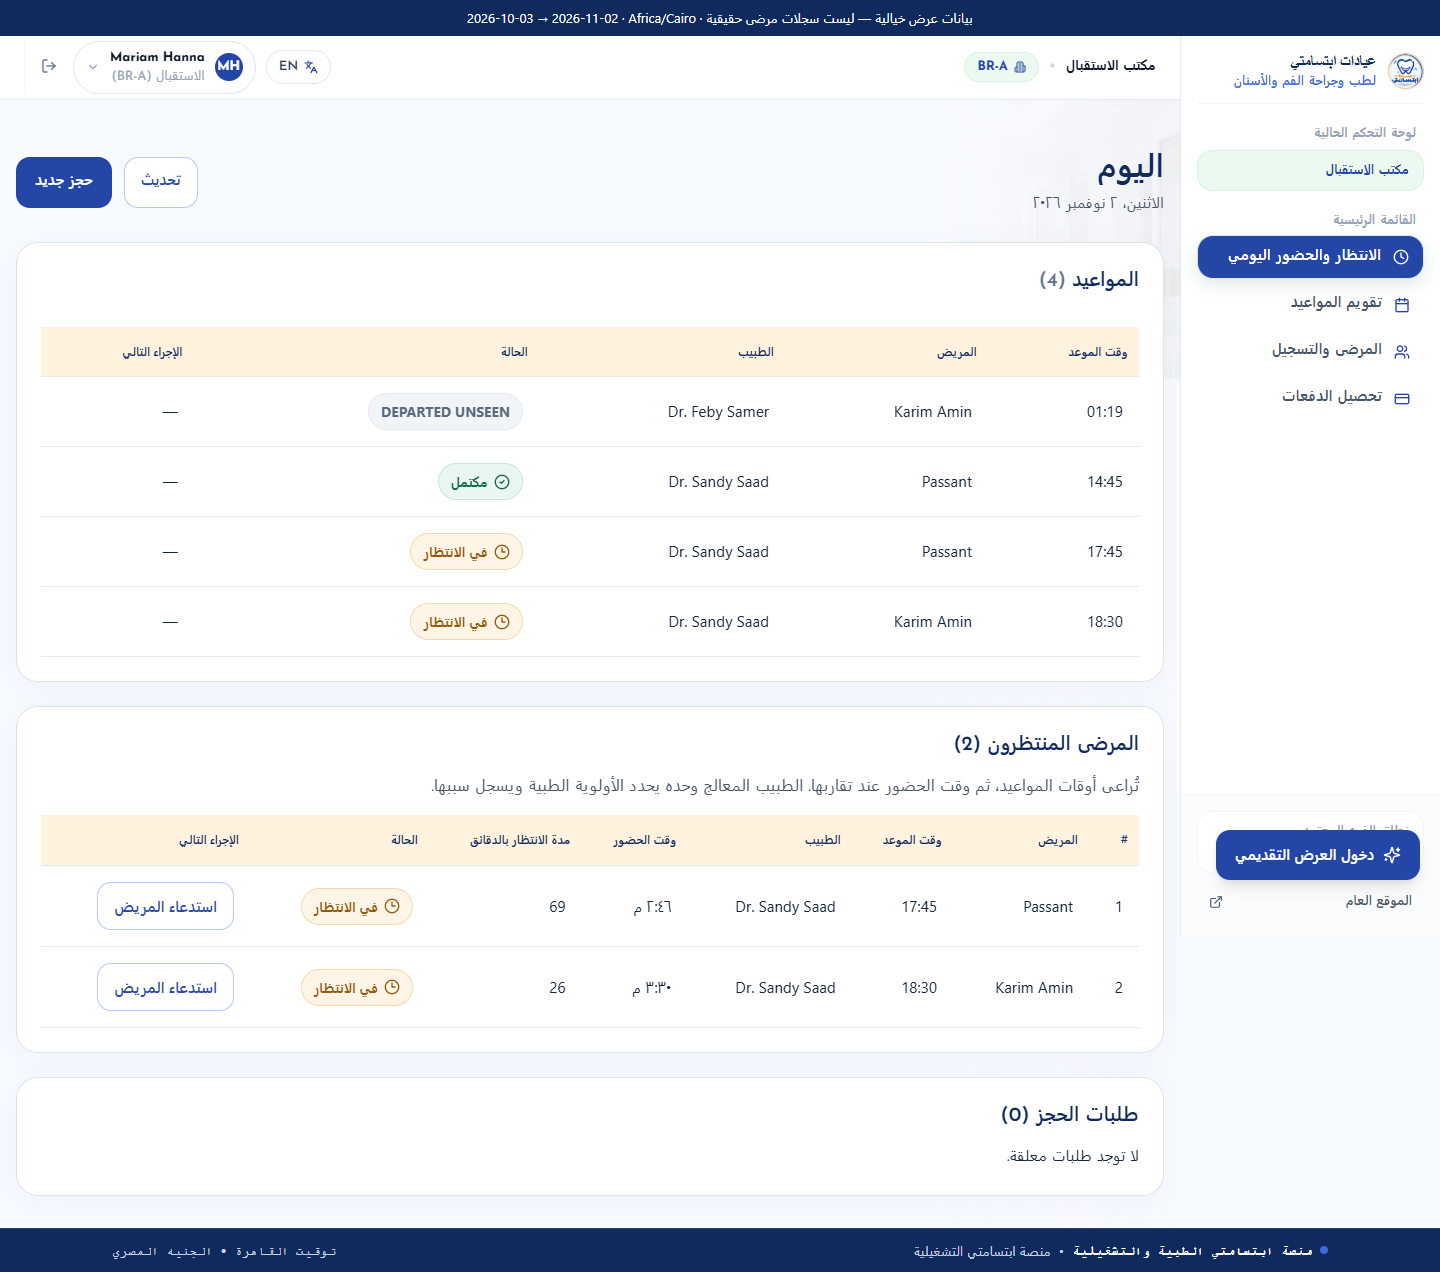 بيانات عرض خيالية — ليست سجلات مرضى حقيقية · 2026-10-03 → 2026-11-02 · Africa/Cairo
عيادات ابتسامتي
لطب وجراحة الفم والأسنان
لوحة التحكم الحالية
مكتب الاستقبال
القائمة الرئيسية
الانتظار والحضور اليومي
تقويم المواعيد
المرضى والتسجيل
تحصيل الدفعات
دخول العرض التقديمي
الموقع العام
مكتب الاستقبال • BR-A
EN
MH
Mariam Hanna
الاستقبال (BR-A)
اليوم
الاثنين، ٢ نوفمبر ٢٠٢٦
تحديث
حجز جديد
المواعيد (4)
وقت الموعد المريض الطبيب الحالة الإجراء التالي
01:19 Karim Amin Dr. Feby Samer DEPARTED UNSEEN —
14:45 Passant Dr. Sandy Saad مكتمل —
17:45 Passant Dr. Sandy Saad في الانتظار —
18:30 Karim Amin Dr. Sandy Saad في الانتظار —
المرضى المنتظرون (2)
تُراعى أوقات المواعيد، ثم وقت الحضور عند تقاربها. الطبيب المعالج وحده يحدد الأولوية الطبية ويسجل سببها.
# المريض وقت الموعد الطبيب وقت الحضور مدة الانتظار بالدقائق الحالة الإجراء التالي
1 Passant 17:45 Dr. Sandy Saad ٢:٤٦ م 69 في الانتظار استدعاء المريض
2 Karim Amin 18:30 Dr. Sandy Saad ٣:٣٠ م 26 في الانتظار استدعاء المريض
طلبات الحجز (0)
لا توجد طلبات معلقة.
منصة ابتسامتي الطبية والتشغيلية • منصة ابتسامتي التشغيلية
توقيت القاهرة • الجنيه المصري